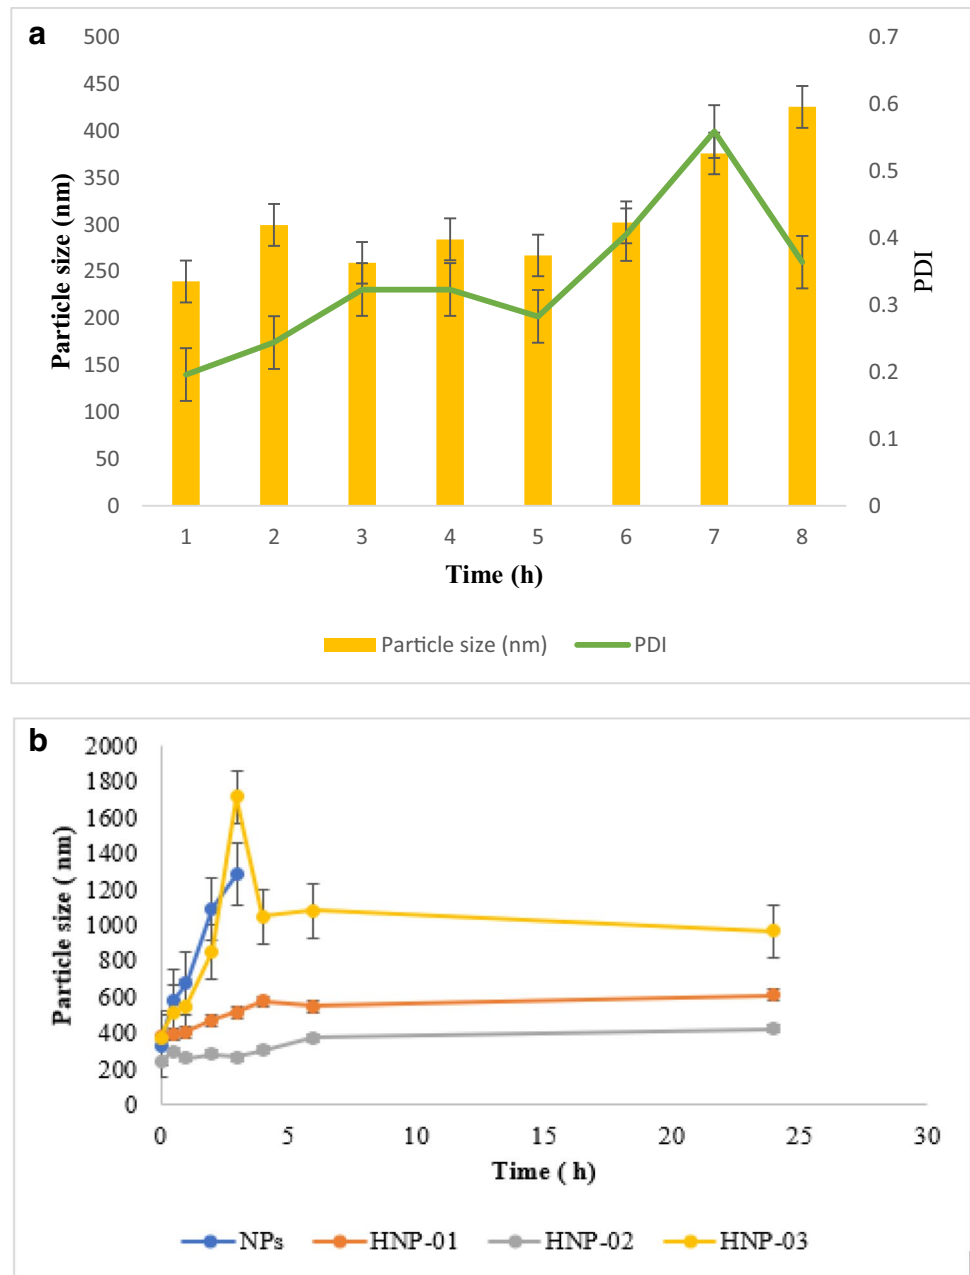 a
500
450
400
350
300
250
200
150
100
50
0
Particle size (nm)
0.7
0.6
0.5
0.4
0.3
0.2
0.1
0
PDI
1 2 3 4 5 6 7 8
Time (h)
Particle size (nm) PDI
b
2000
1800
1600
1400
1200
1000
800
600
400
200
0
Particle size ( nm)
0 5 10 15 20 25 30
Time ( h)
NPs HNP-01 HNP-02 HNP-03